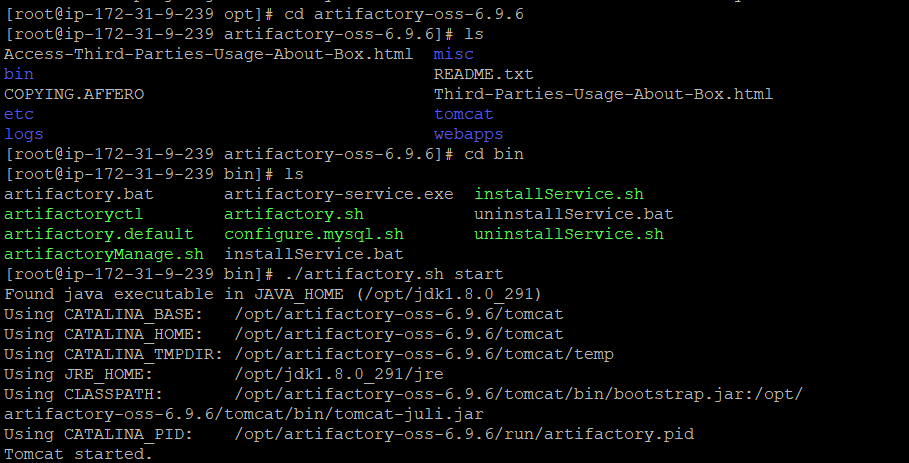 [root@ip-172-31-9-239 opt]# cd artifactory-oss-6.9.6
[root@ip-172-31-9-239 artifactory-oss-6.9.6]# ls
Access-Third-Parties-Usage-About-Box.html  misc
bin                                        README.txt
COPYING.AFFERO                             Third-Parties-Usage-About-Box.html
etc                                        tomcat
logs                                       webapps
[root@ip-172-31-9-239 artifactory-oss-6.9.6]# cd bin
[root@ip-172-31-9-239 bin]# ls
artifactory.bat       artifactory-service.exe  installService.sh
artifactoryctl        artifactory.sh           uninstallService.bat
artifactory.default   configure.mysql.sh       uninstallService.sh
artifactoryManage.sh  installService.bat
[root@ip-172-31-9-239 bin]# ./artifactory.sh start
Found java executable in JAVA_HOME (/opt/jdk1.8.0_291)
Using CATALINA_BASE:   /opt/artifactory-oss-6.9.6/tomcat
Using CATALINA_HOME:   /opt/artifactory-oss-6.9.6/tomcat
Using CATALINA_TMPDIR: /opt/artifactory-oss-6.9.6/tomcat/temp
Using JRE_HOME:        /opt/jdk1.8.0_291/jre
Using CLASSPATH:       /opt/artifactory-oss-6.9.6/tomcat/bin/bootstrap.jar:/opt/
artifactory-oss-6.9.6/tomcat/bin/tomcat-juli.jar
Using CATALINA_PID:    /opt/artifactory-oss-6.9.6/run/artifactory.pid
Tomcat started.